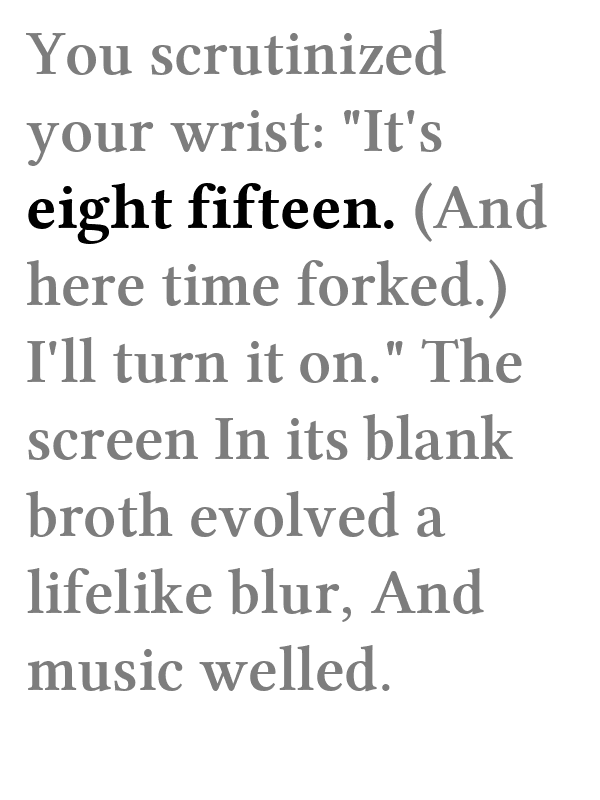 You scrutinized
your wrist: "It's
eight fifteen. (And
here time forked.)
I'll turn it on." The
screen In its blank
broth evolved a
lifelike blur, And
music welled.